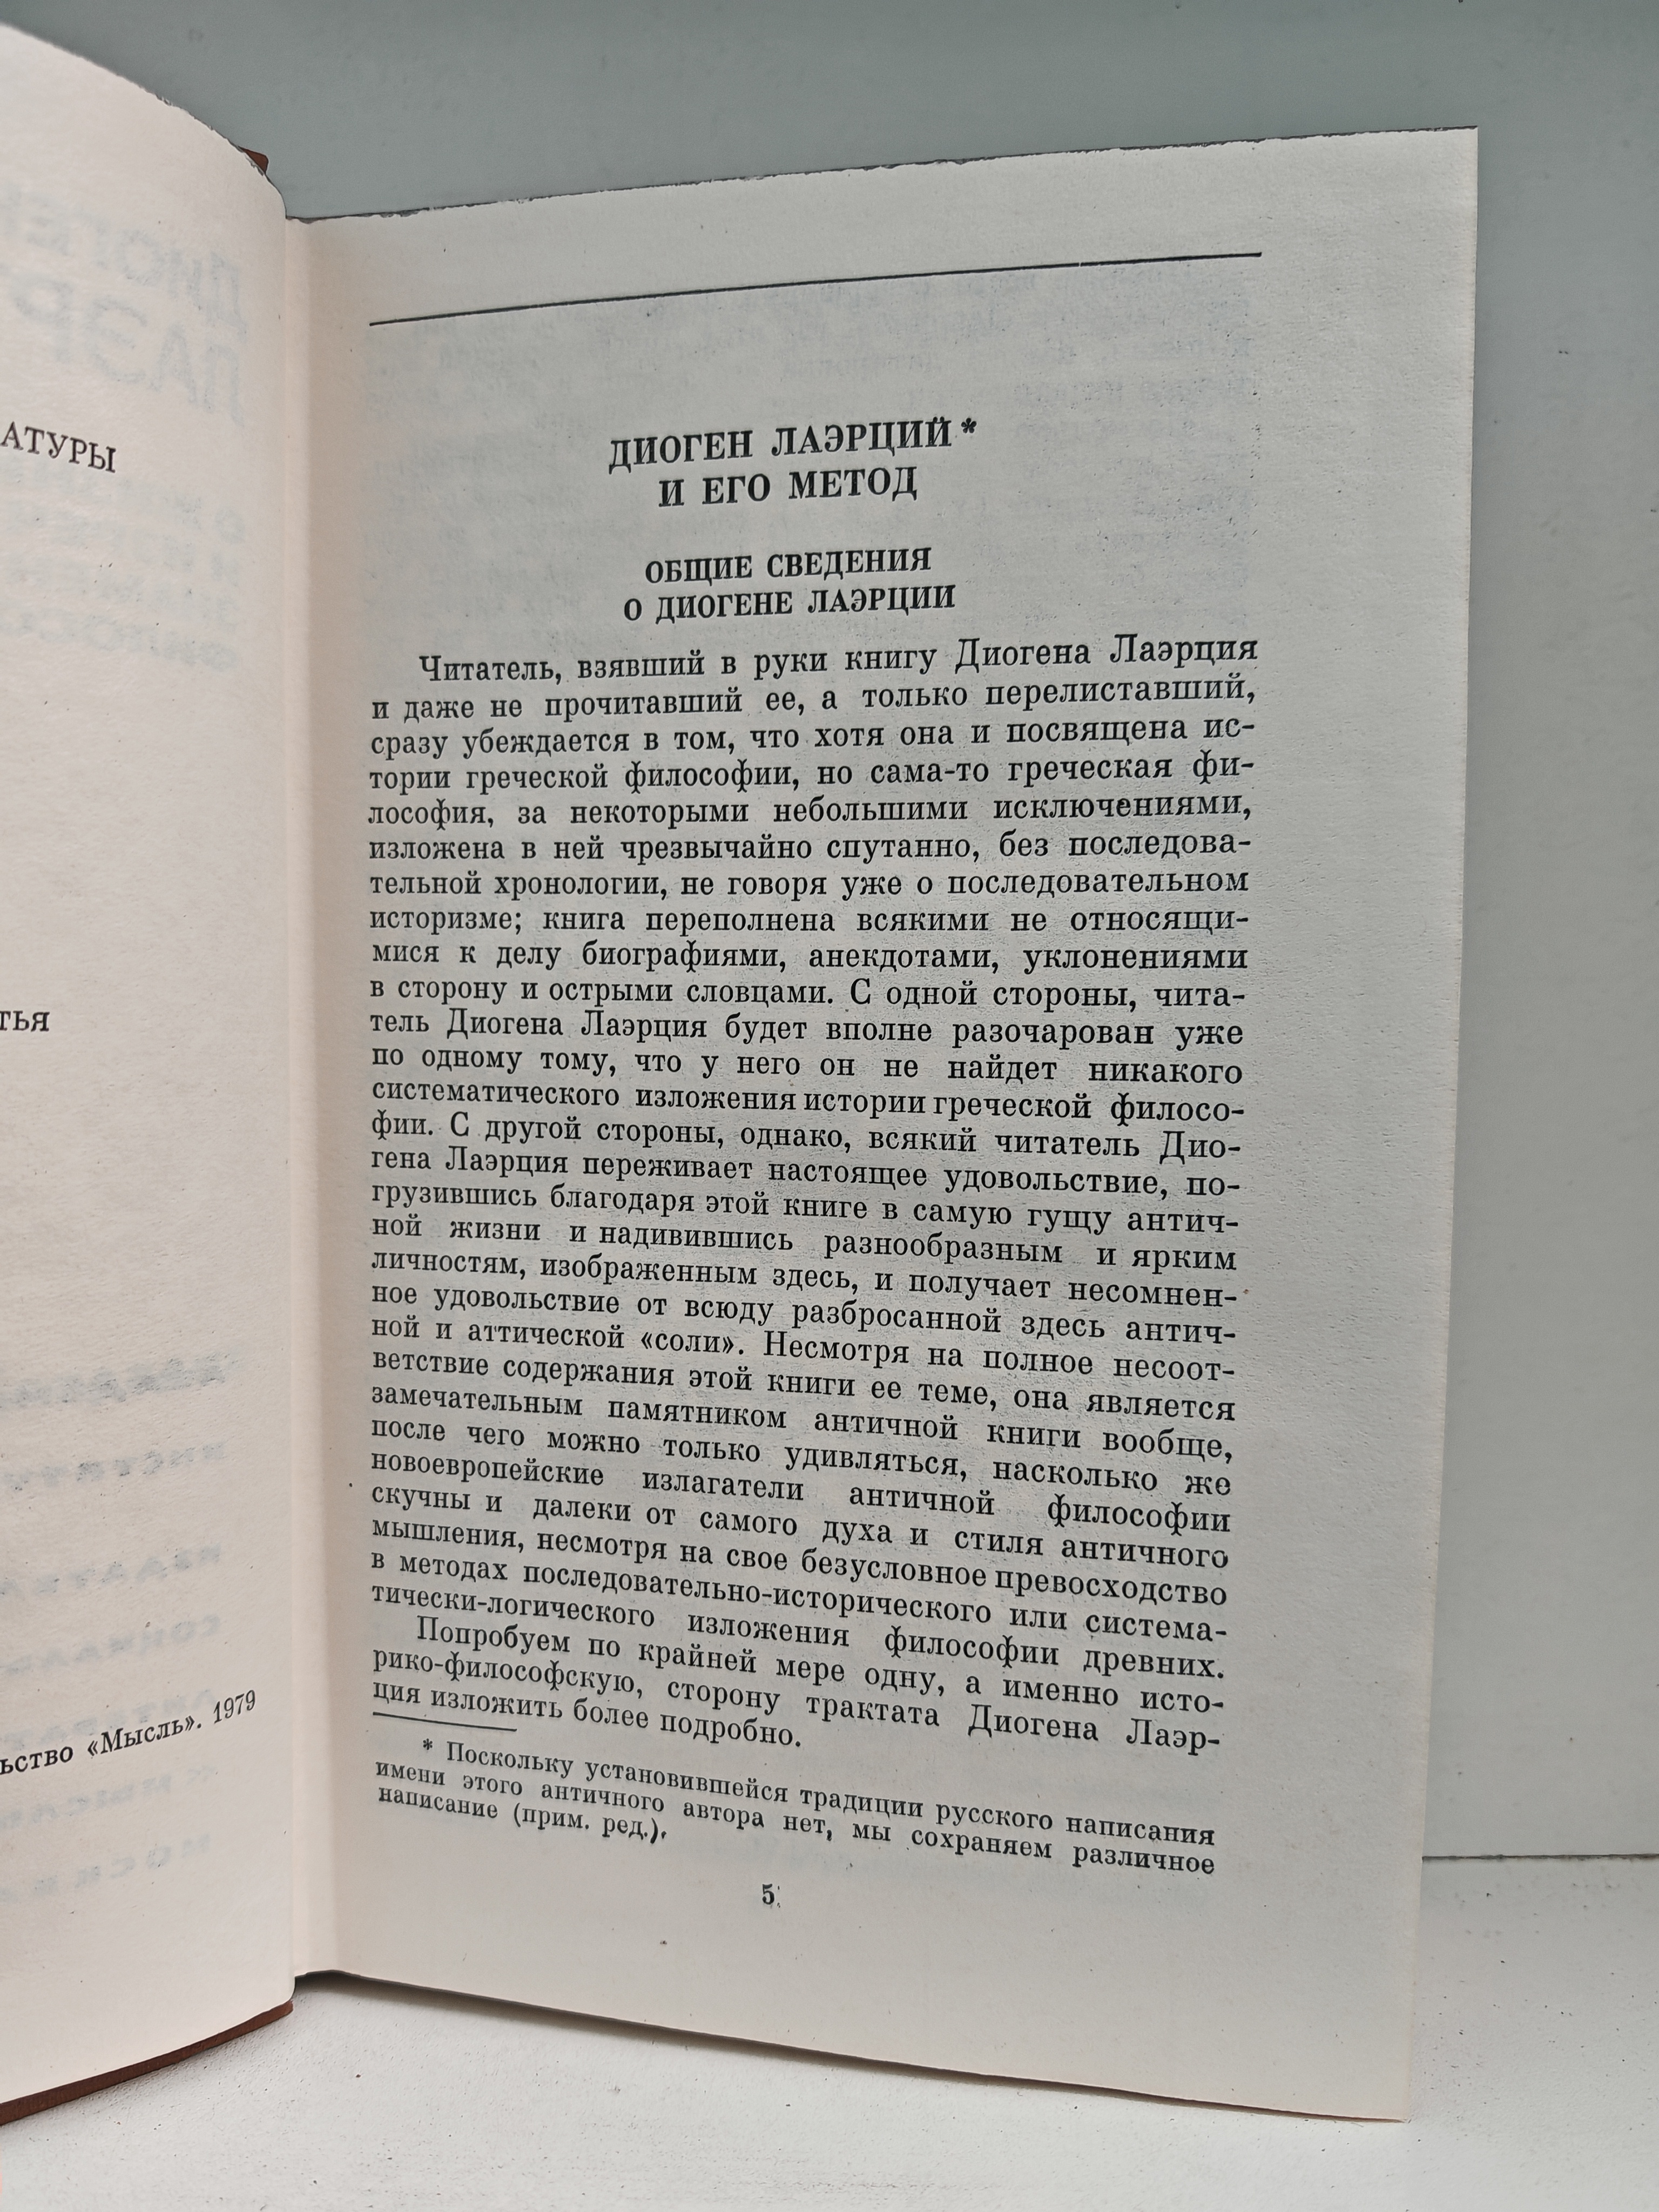 АТУРЫ
ТЬЯ
ьство «Мысль». 1979
ДИОГЕН ЛАЭРЦИЙ *
И ЕГО МЕТОД
ОБЩИЕ СВЕДЕНИЯ
О ДИОГЕНЕ ЛАЭРЦИИ
Читатель, взявший в руки книгу Диогена Лаэрция
и даже не прочитавший ее, а только перелиставший,
сразу убеждается в том, что хотя она и посвящена ис-
тории греческой философии, но сама-то греческая фи-
лософия, за некоторыми небольшими исключениями,
изложена в ней чрезвычайно спутанно, без последова-
тельной хронологии, не говоря уже о последовательном
историзме; книга переполнена всякими не относящи-
мися к делу биографиями, анекдотами, уклонениями
в сторону и острыми словцами. С одной стороны, чита-
тель Диогена Лаэрция будет вполне разочарован уже
по одному тому, что у него он не найдет никакого
систематического изложения истории греческой филосо-
фии. С другой стороны, однако, всякий читатель Дио-
гена Лаэрция переживает настоящее удовольствие, по-
грузившись благодаря этой книге в самую гущу антич-
ной жизни и надивившись разнообразным и ярким
личностям, изображенным здесь, и получает несомнен-
ное удовольствие от всюду разбросанной здесь антич-
ной и аттической «соли». Несмотря на полное несоот-
ветствие содержания этой книги ее теме, она является
замечательным памятником античной книги вообще,
после чего можно только удивляться, насколько же
новоевропейские излагатели античной философии
скучны и далеки от самого духа и стиля античного
мышления, несмотря на свое безусловное превосходство
в методах последовательно-исторического или система-
тически-логического изложения философии древних.
Попробуем по крайней мере одну, а именно исто-
рико-философскую, сторону трактата Диогена Лаэр-
ция изложить более подробно.
* Поскольку установившейся традиции русского написания
имени этого античного автора нет, мы сохраняем различное
написание (прим. ред.).
5